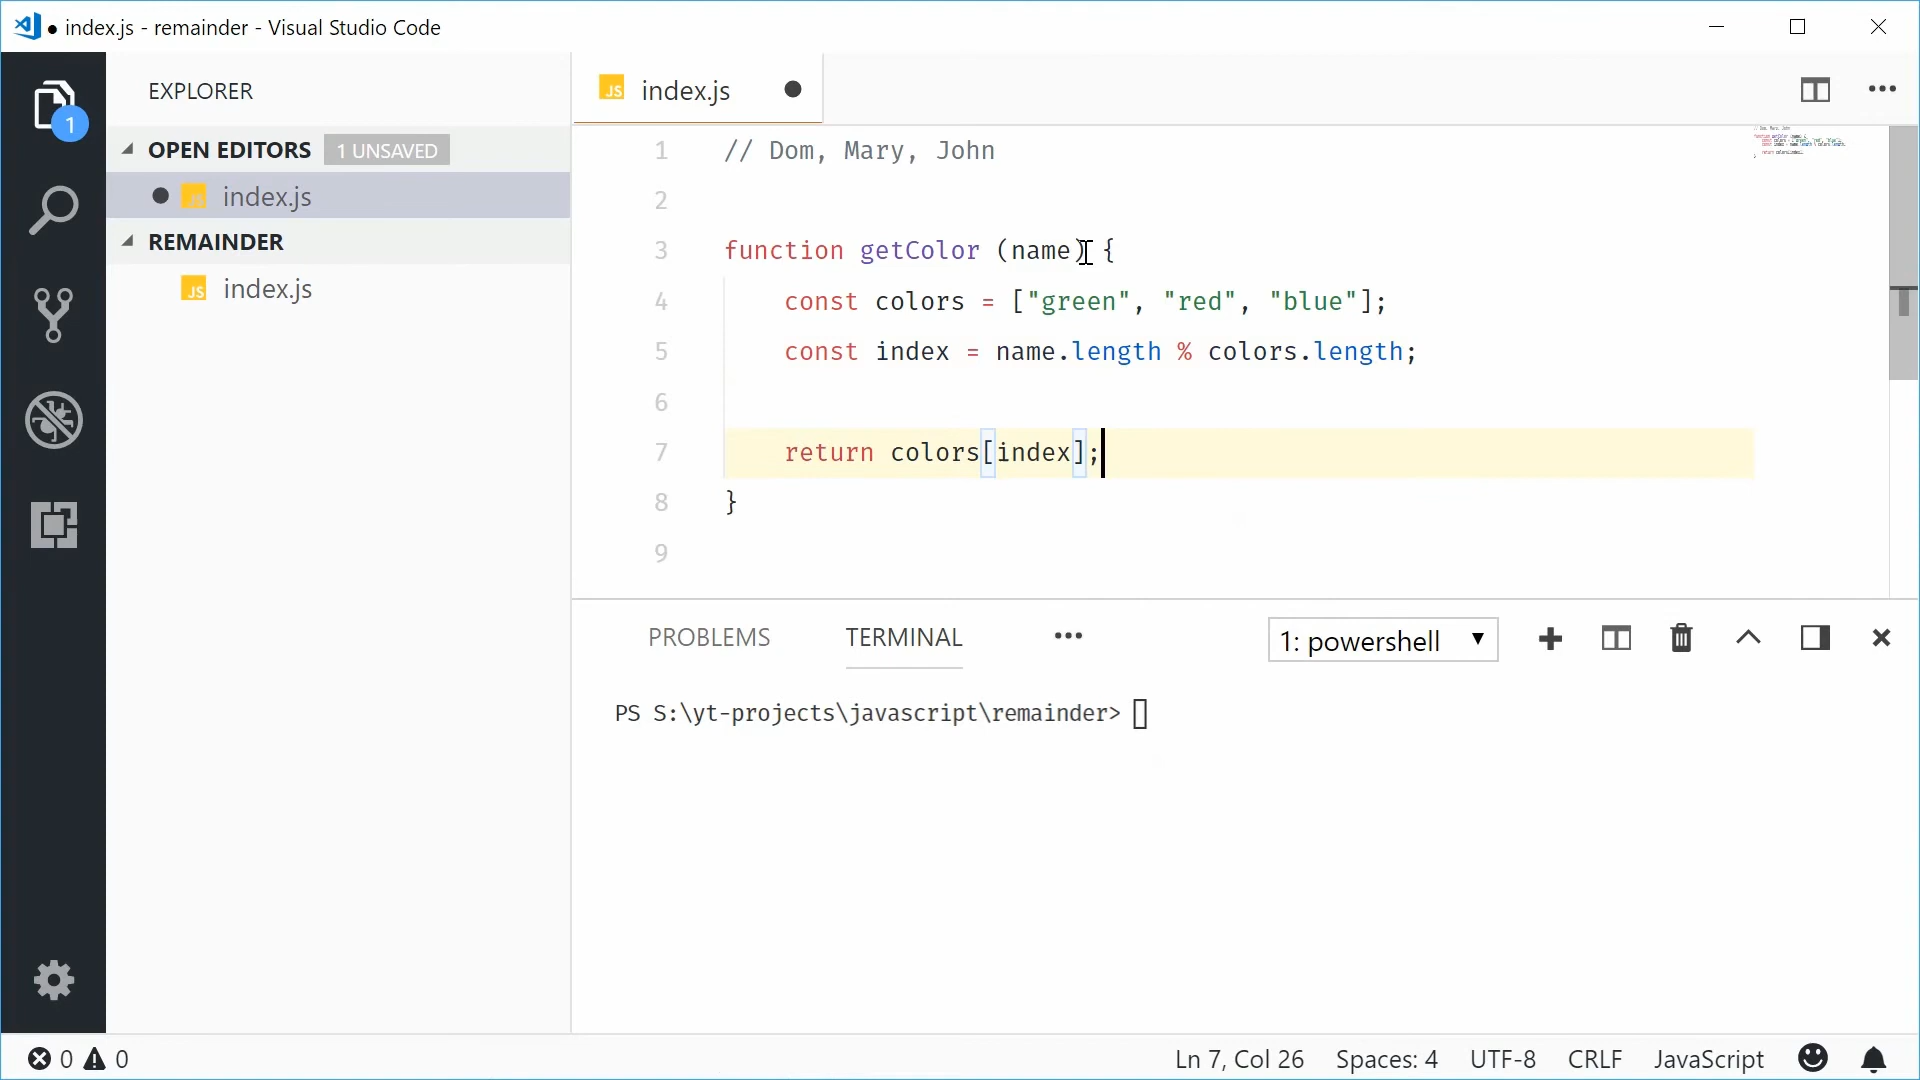 ● index.js - remainder - Visual Studio Code
EXPLORER
OPEN EDITORS 1 UNSAVED
JS index.js
REMAINDER
JS index.js
1
JS index.js
1 // Dom, Mary, John
2
3 function getColor (name) {
4 const colors = ["green", "red", "blue"];
5 const index = name.length % colors.length;
6
7 return colors[index];
8 }
9
PROBLEMS TERMINAL ••• 1: powershell
PS S:\yt-projects\javascript\remainder>
0 0 Ln 7, Col 26 Spaces: 4 UTF-8 CRLF JavaScript